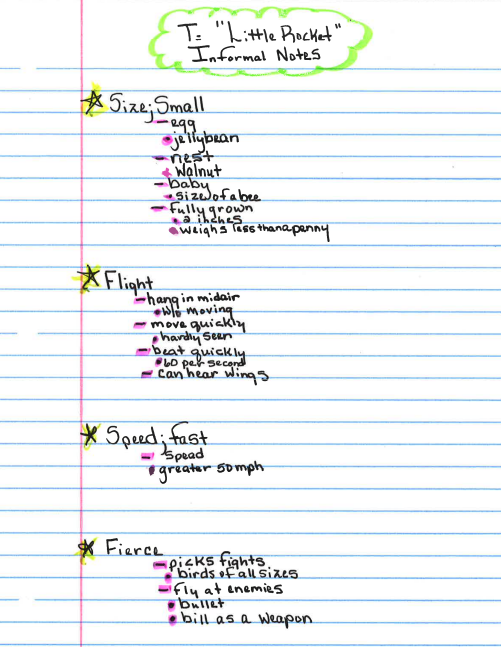 T: "Little Rocket"
Informal Notes
☆ Size; Small
– egg
• jellybean
– nest
• Walnut
– baby
• size of a bee
– fully grown
• 2 inches
• weighs less than a penny
☆ Flight
– hang in midair
• w/o moving
– move quickly
• hardly seen
– beat quickly
• 60 per second
– can hear wings
☆ Speed; fast
– Spead
• greater 50 mph
☆ Fierce
– picks fights
• birds of all sizes
– fly at enemies
• bullet
• bill as a weapon